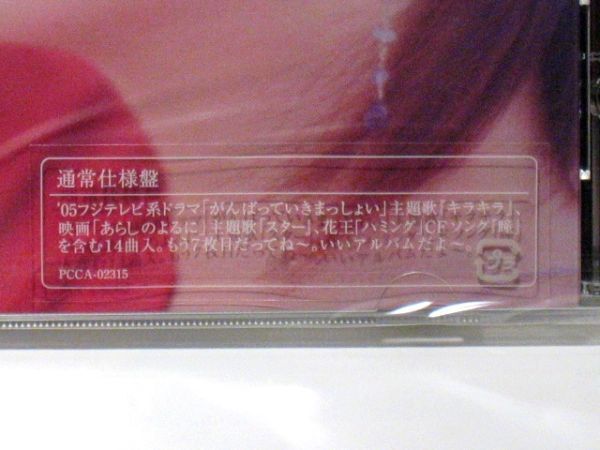 通常仕様盤
'05フジテレビ系ドラマ「がんばっていきまっしょい」主題歌「キラキラ」、
映画「あらしのよるに」主題歌「スター」、花王「ハミング」CFソング「瞳」
を含む14曲入。もう7枚目だってね〜。いいアルバムだよ〜。
PCCA-02315
プラ